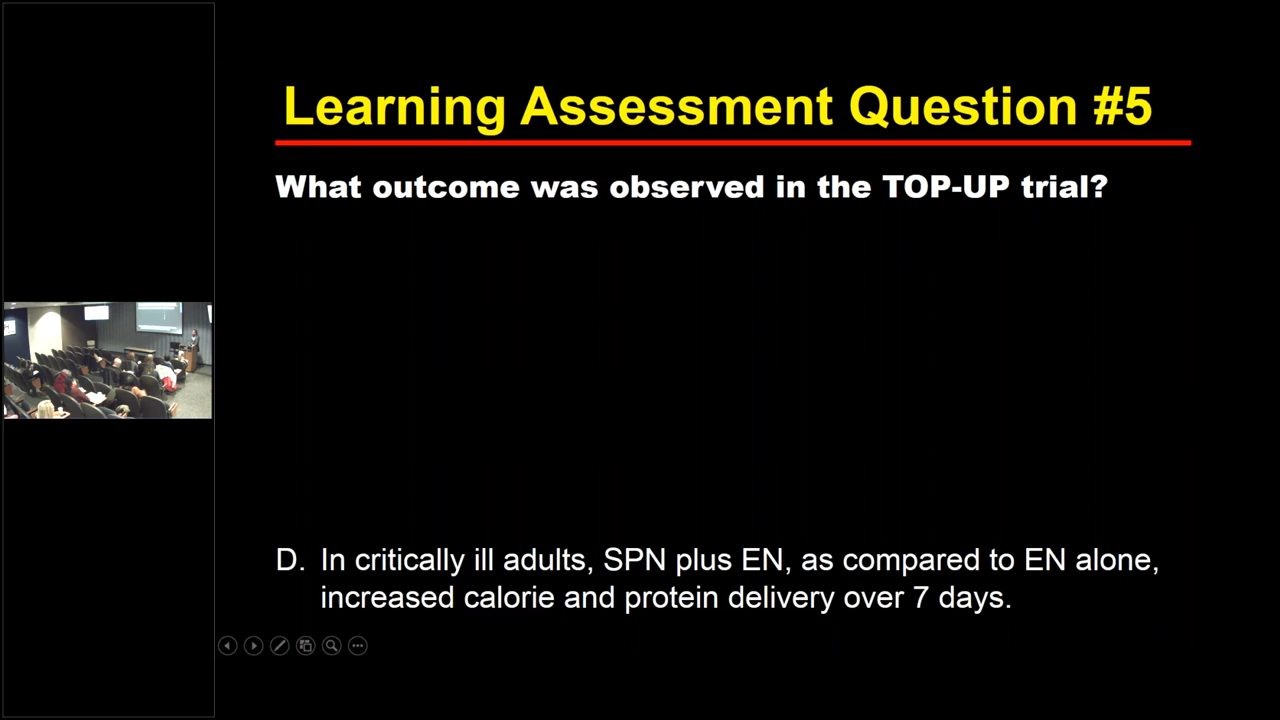 Learning Assessment Question #5
What outcome was observed in the TOP-UP trial?
D. In critically ill adults, SPN plus EN, as compared to EN alone,
increased calorie and protein delivery over 7 days.